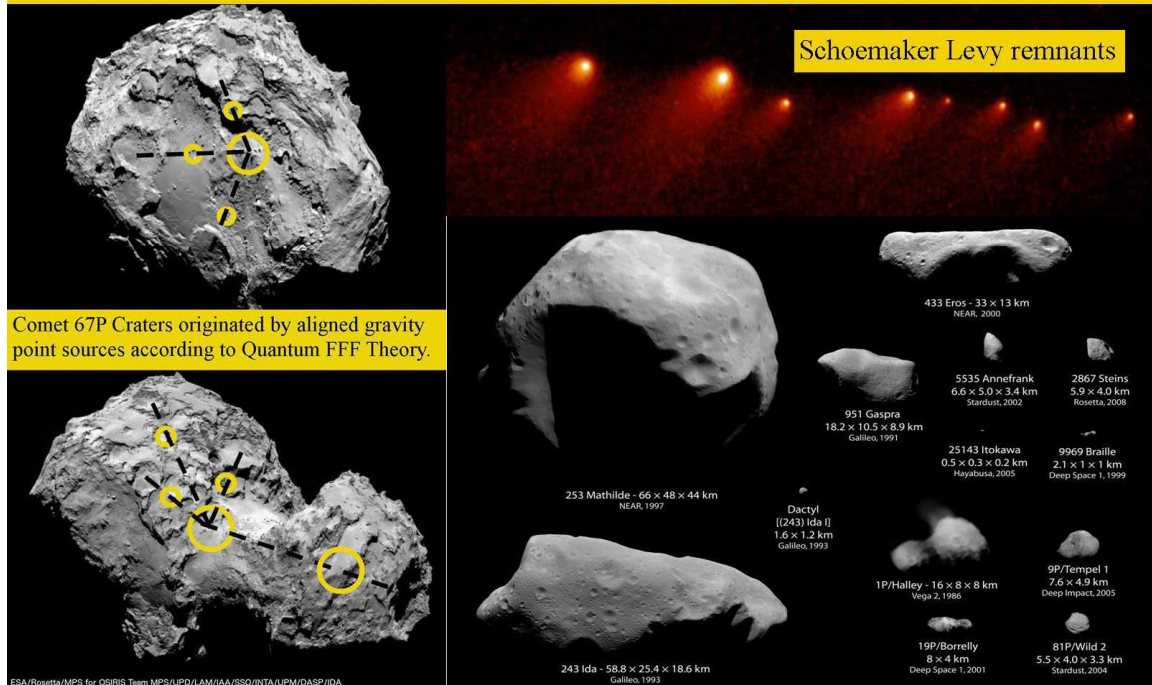 Schoemaker Levy remnants
Comet 67P Craters originated by aligned gravity
point sources according to Quantum FFF Theory.
433 Eros - 33 × 13 km
NEAR, 2000
5535 Annefrank
6.6 × 5.0 × 3.4 km
Stardust, 2002
2867 Steins
5.9 × 4.0 km
Rosetta, 2008
951 Gaspra
18.2 × 10.5 × 8.9 km
Galileo, 1991
25143 Itokawa
0.5 × 0.3 × 0.2 km
Hayabusa, 2005
9969 Braille
2.1 × 1 × 1 km
Deep Space 1, 1999
253 Mathilde - 66 × 48 × 44 km
NEAR, 1997
Dactyl
[(243) Ida I]
1.6 × 1.2 km
Galileo, 1993
1P/Halley - 16 × 8 × 8 km
Vega 2, 1986
9P/Tempel 1
7.6 × 4.9 km
Deep Impact, 2005
19P/Borrelly
8 × 4 km
Deep Space 1, 2001
81P/Wild 2
5.5 × 4.0 × 3.3 km
Stardust, 2004
243 Ida - 58.8 × 25.4 × 18.6 km
Galileo, 1993
ESA/Rosetta/MPS for OSIRIS Team MPS/UPD/LAM/IAA/SSO/INTA/UPM/DASP/IDA